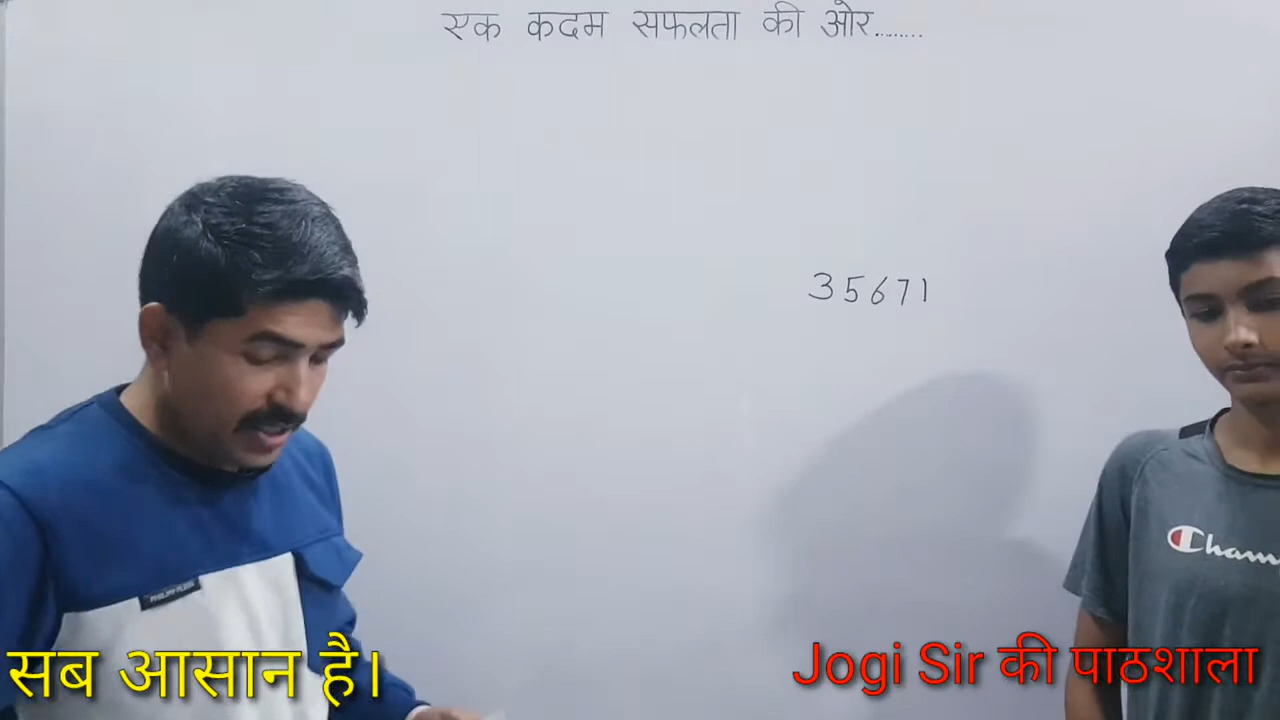 एक कदम सफलता की ओर........
35671
Cham
सब आसान है।
Jogi Sir की पाठशाला